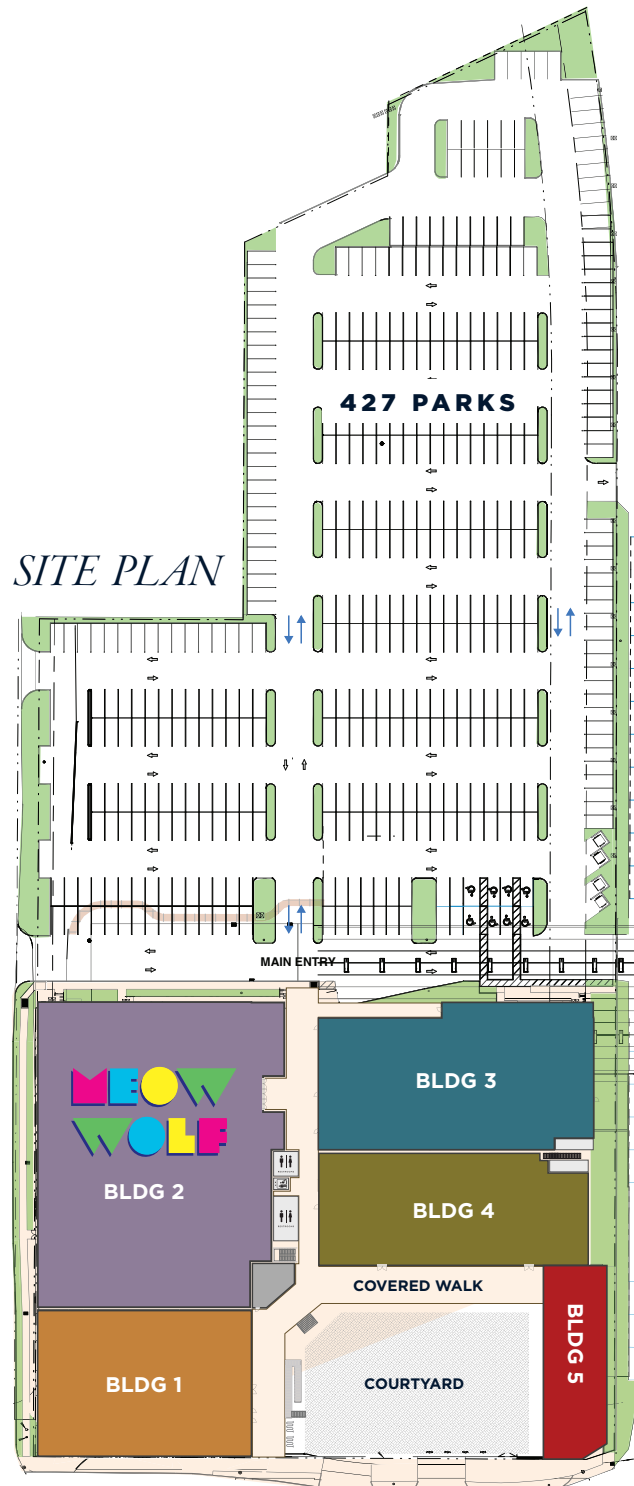 427 PARKS
SITE PLAN
MAIN ENTRY
MEOW
WOLF
BLDG 2
BLDG 3
BLDG 4
COVERED WALK
BLDG 5
BLDG 1
COURTYARD